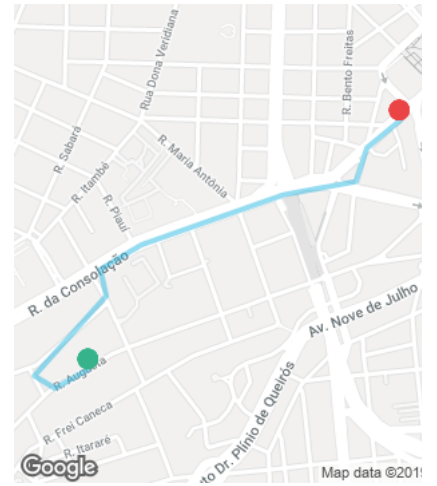 Rua Dona Veridiana
R. Bento Freitas
R. Sabará
R. Maria Antônia
R. Itambé
R. Piauí
R. da Consolação
Av. Nove de Julho
R. Augusta
R. Frei Caneca
R. Itararé
uto Dr. Plínio de Queirós
Google
Map data ©2019